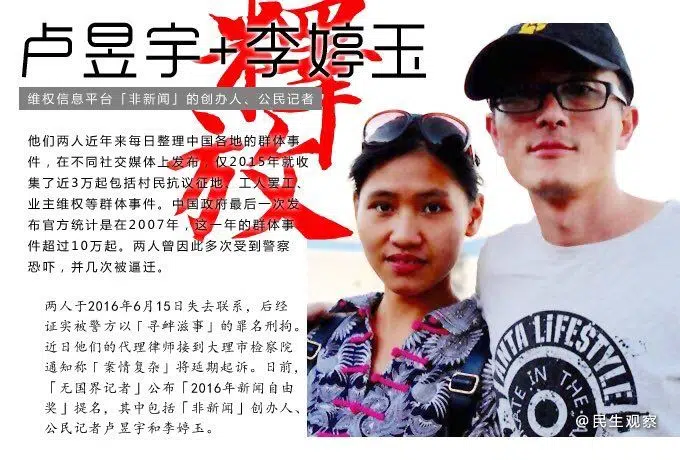 卢昱宇+李婷玉
释放
维权信息平台「非新闻」的创办人、公民记者
他们两人近年来每日整理中国各地的群体事
件，在不同社交媒体上发布，仅2015年就收
集了近3万起包括村民抗议征地、工人罢工、
业主维权等群体事件。中国政府最后一次发
布官方统计是在2007年，这一年的群体事
件超过10万起。两人曾因此多次受到警察
恐吓，并几次被逼迁。
两人于2016年6月15日失去联系，后经
证实被警方以「寻衅滋事」的罪名刑拘。
近日他们的代理律师接到大理市检察院
通知称「案情复杂」将延期起诉。日前，
「无国界记者」公布「2016年新闻自由
奖」提名，其中包括「非新闻」创办人、
公民记者卢昱宇和李婷玉。
LIFESTYLE
SKATE IN THE
@民生观察